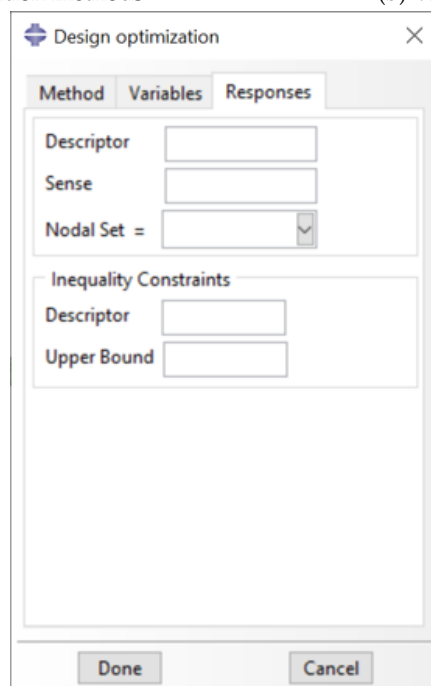 Design optimization
Method Variables Responses
Descriptor
Sense
Nodal Set =
Inequality Constraints
Descriptor
Upper Bound
Done Cancel